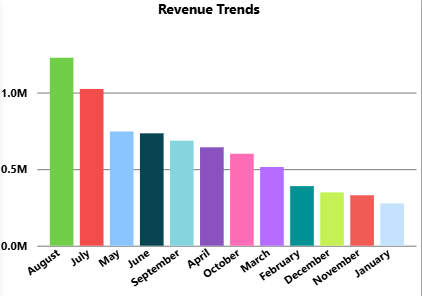 Revenue Trends
1.0M
0.5M
0.0M
August
July
May
June
September
April
October
March
February
December
November
January